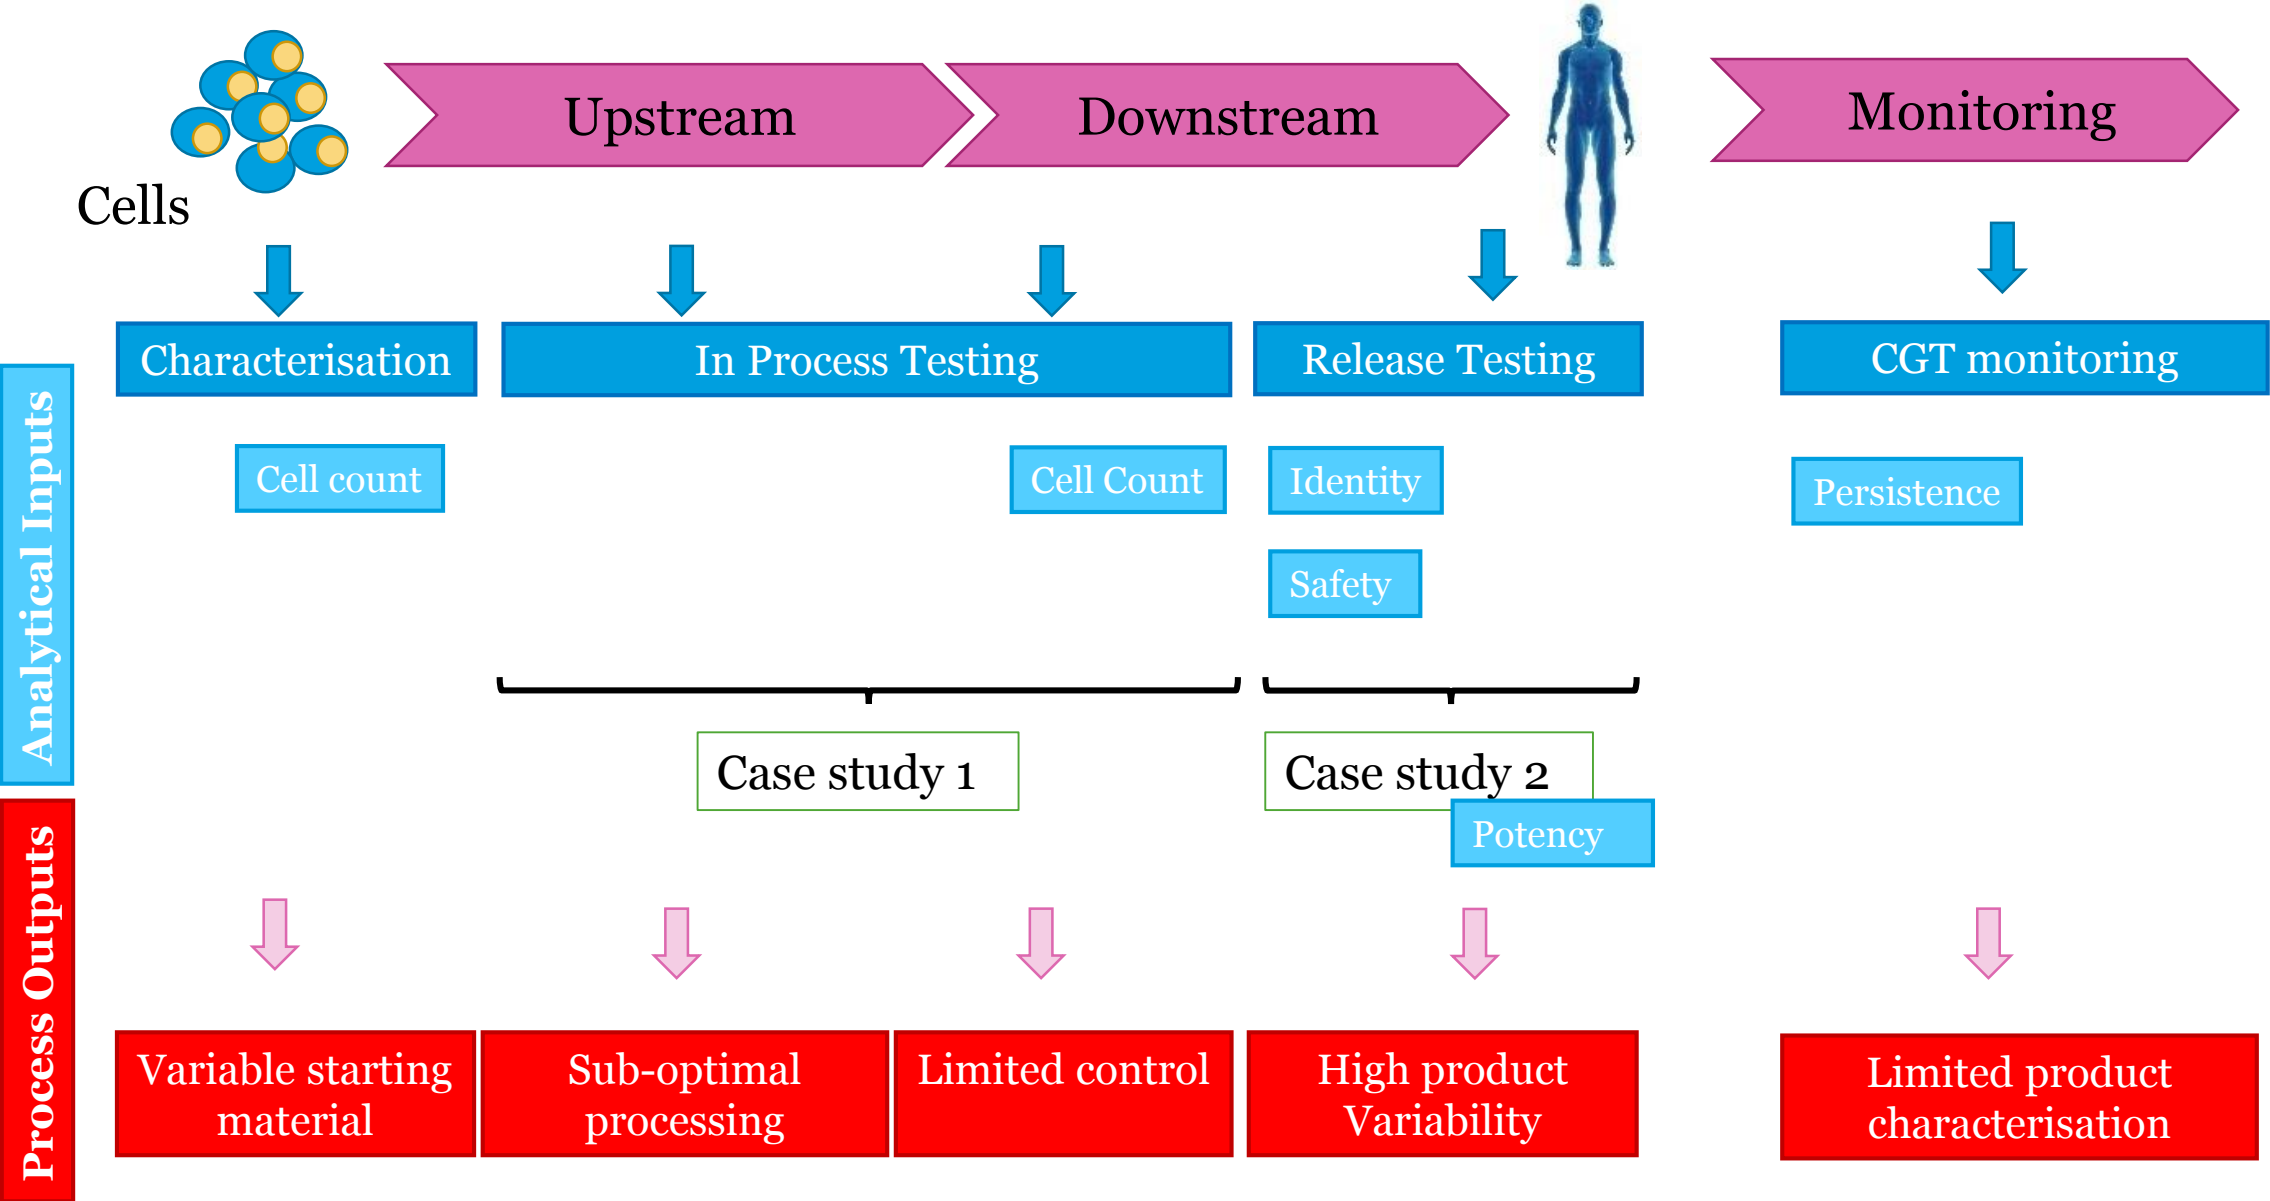 Upstream
Downstream
Monitoring
Cells
Characterisation
In Process Testing
Release Testing
CGT monitoring
Analytical Inputs
Cell count
Cell Count
Identity
Persistence
Safety
Case study 1
Case study 2
Potency
Process Outputs
Variable starting
material
Sub-optimal
processing
Limited control
High product
Variability
Limited product
characterisation